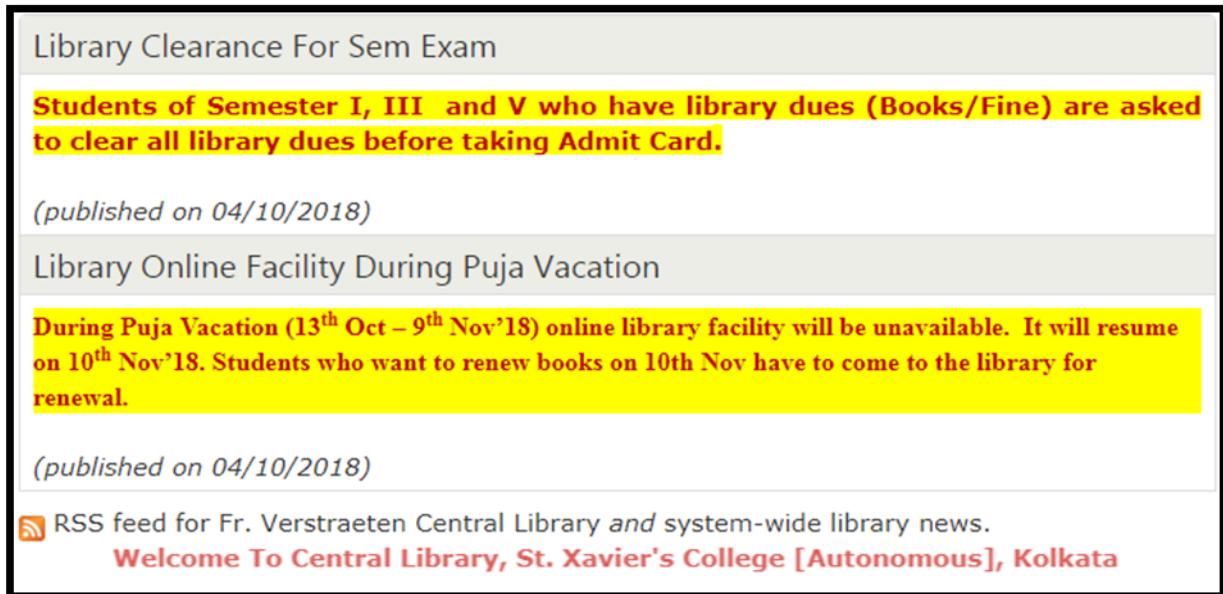 Library Clearance For Sem Exam
Students of Semester I, III and V who have library dues (Books/Fine) are asked
to clear all library dues before taking Admit Card.
(published on 04/10/2018)
Library Online Facility During Puja Vacation
During Puja Vacation (13th Oct – 9th Nov’18) online library facility will be unavailable. It will resume
on 10th Nov’18. Students who want to renew books on 10th Nov have to come to the library for
renewal.
(published on 04/10/2018)
RSS feed for Fr. Verstraeten Central Library and system-wide library news.
Welcome To Central Library, St. Xavier's College [Autonomous], Kolkata